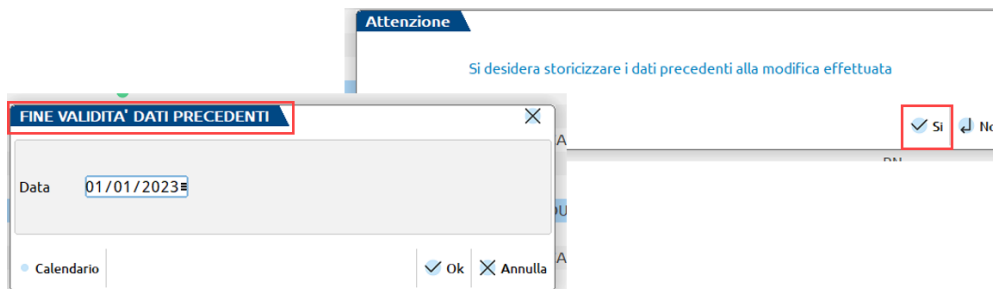 Attenzione
Si desidera storicizzare i dati precedenti alla modifica effettuata
Si No
FINE VALIDITA' DATI PRECEDENTI
Data 01/01/2023
Calendario Ok Annulla